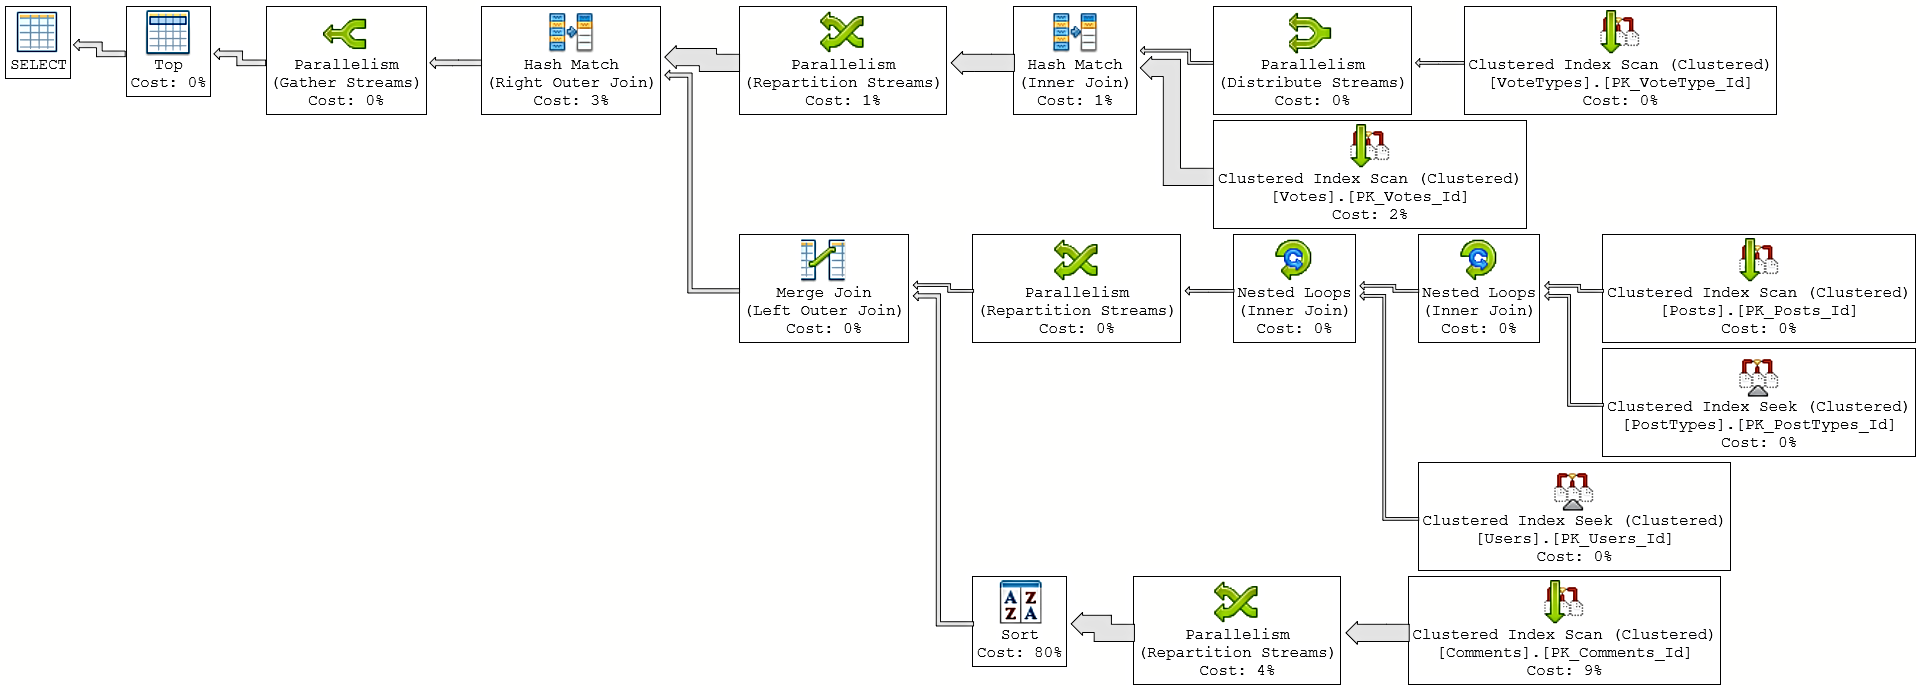 SELECT
Top
Cost: 0%
Parallelism
(Gather Streams)
Cost: 0%
Hash Match
(Right Outer Join)
Cost: 3%
Parallelism
(Repartition Streams)
Cost: 1%
Hash Match
(Inner Join)
Cost: 1%
Parallelism
(Distribute Streams)
Cost: 0%
Clustered Index Scan (Clustered)
[VoteTypes].[PK_VoteType_Id]
Cost: 0%
Clustered Index Scan (Clustered)
[Votes].[PK_Votes_Id]
Cost: 2%
Merge Join
(Left Outer Join)
Cost: 0%
Parallelism
(Repartition Streams)
Cost: 0%
Nested Loops
(Inner Join)
Cost: 0%
Nested Loops
(Inner Join)
Cost: 0%
Clustered Index Scan (Clustered)
[Posts].[PK_Posts_Id]
Cost: 0%
Clustered Index Seek (Clustered)
[PostTypes].[PK_PostTypes_Id]
Cost: 0%
Clustered Index Seek (Clustered)
[Users].[PK_Users_Id]
Cost: 0%
A Z
Z A
Sort
Cost: 80%
Parallelism
(Repartition Streams)
Cost: 4%
Clustered Index Scan (Clustered)
[Comments].[PK_Comments_Id]
Cost: 9%